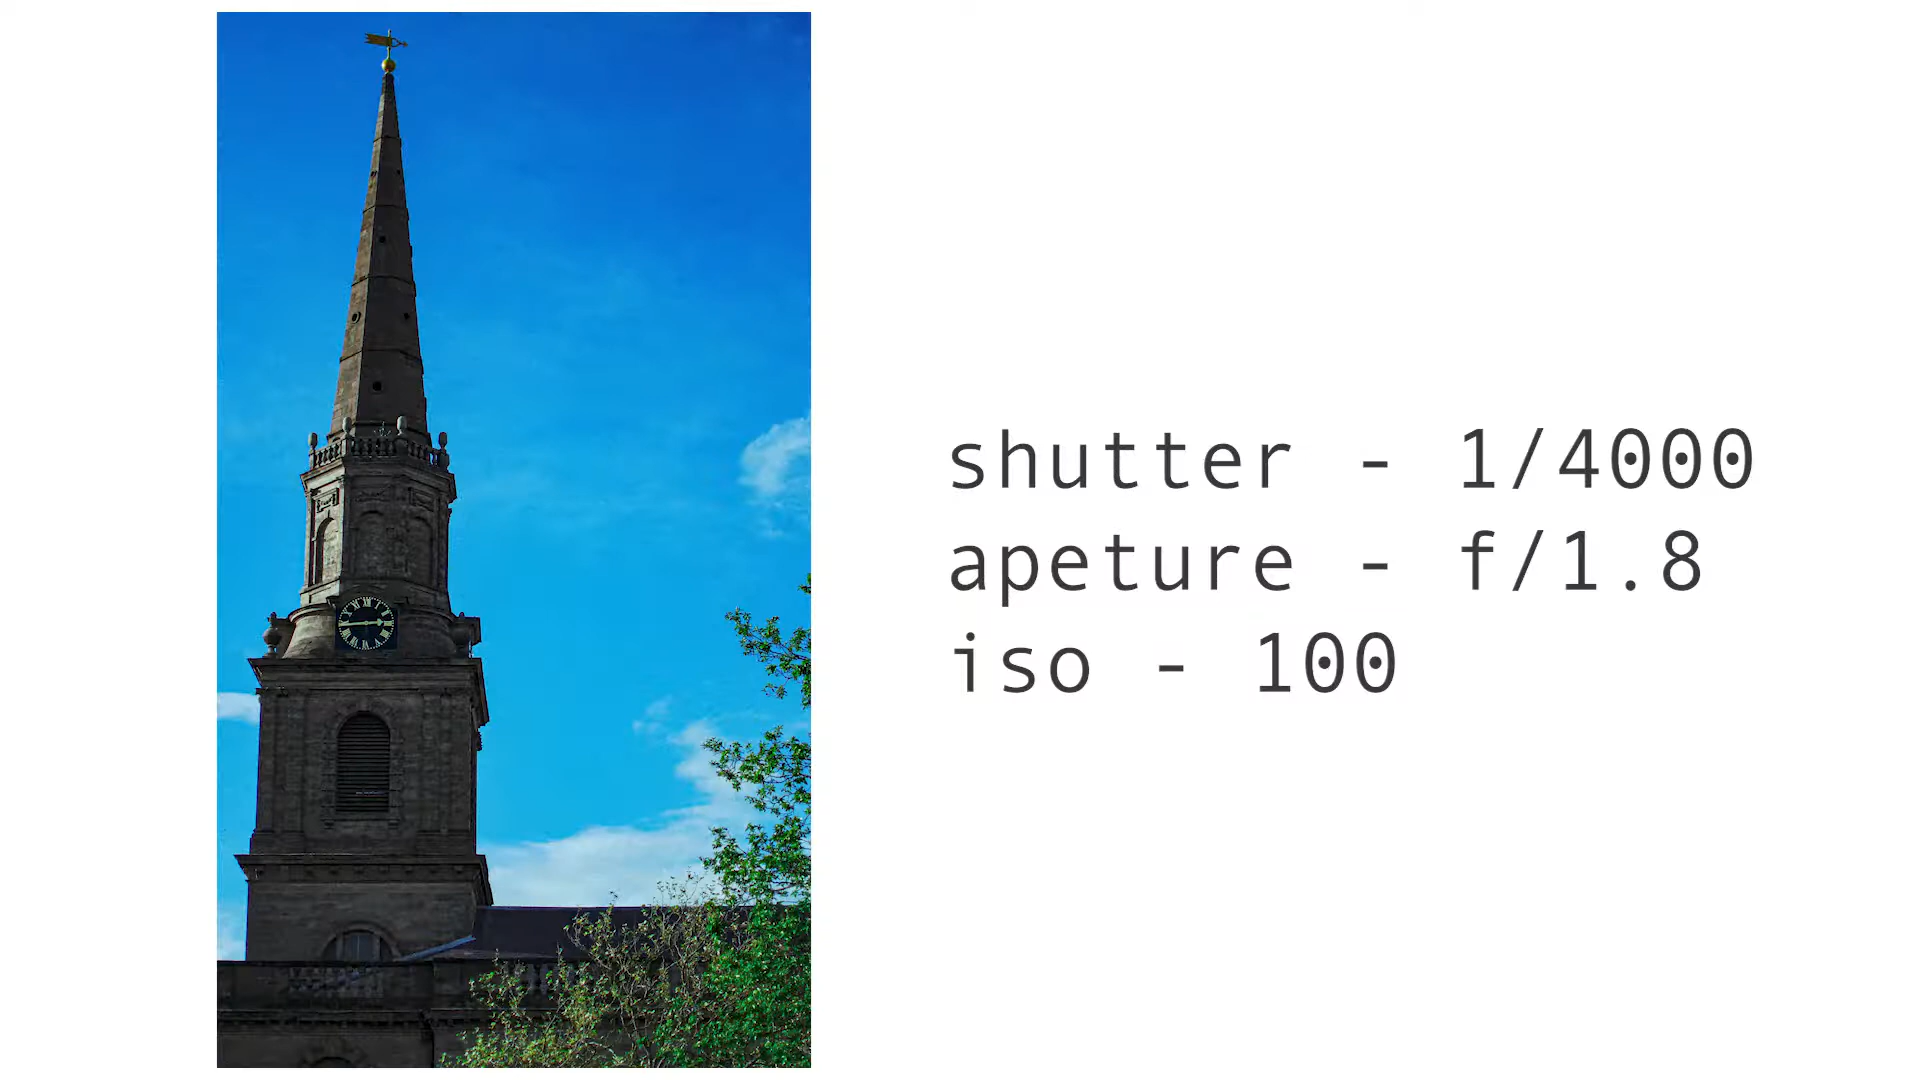 shutter - 1/4000
apeture - f/1.8
iso - 100